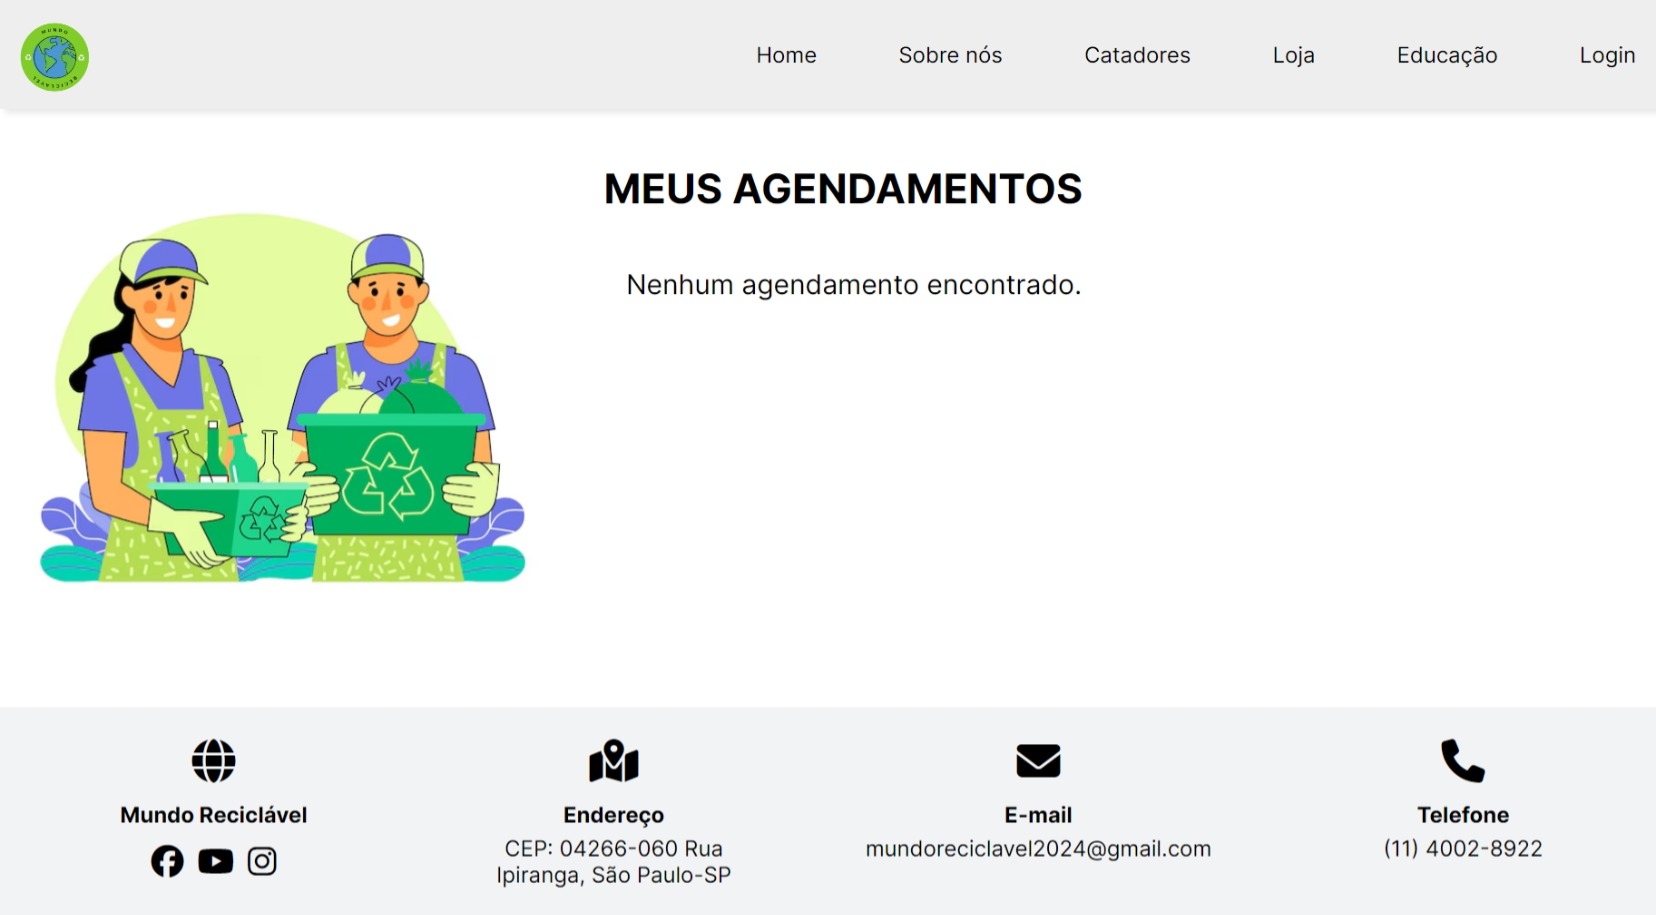 MUNDO
RECICLAVEL
Home
Sobre nós
Catadores
Loja
Educação
Login
MEUS AGENDAMENTOS
Nenhum agendamento encontrado.
Mundo Reciclável
Endereço
CEP: 04266-060 Rua
Ipiranga, São Paulo-SP
E-mail
mundoreciclavel2024@gmail.com
Telefone
(11) 4002-8922